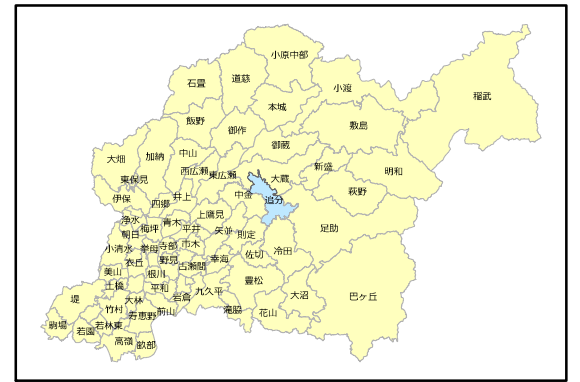 小原中部
道慈
石畳
小渡
稲武
本城
飯野
敷島
御作
御蔵
大畑
加納
中山
新盛
明和
西広瀬
東広瀬
東保見
大蔵
萩野
伊保
四郷
井上
中金
追分
浄水
上鷹見
青木
梅坪
平井
矢並
則定
足助
朝日
小清水
挙母
寺部
市木
佐切
冷田
衣丘
野見
古瀬間
幸海
美山
根川
豊松
土橋
平和
岩倉
九久平
大沼
巴ヶ丘
堤
大林
竹村
寿恵野
前山
滝脇
花山
駒場
若園
若林東
高嶺
畝部